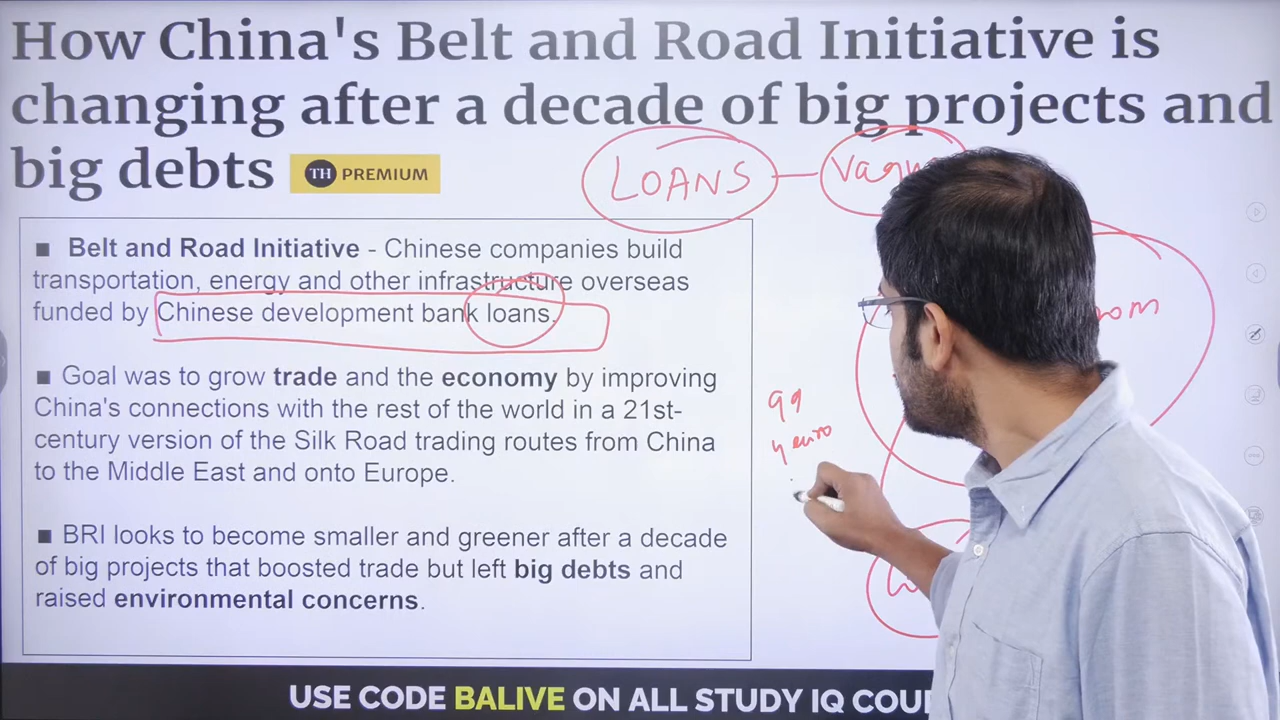 How China's Belt and Road Initiative is
changing after a decade of big projects and
big debts TH PREMIUM
LOANS
■ Belt and Road Initiative - Chinese companies build
transportation, energy and other infrastructure overseas
funded by Chinese development bank loans.
■ Goal was to grow trade and the economy by improving
China's connections with the rest of the world in a 21st-
century version of the Silk Road trading routes from China
to the Middle East and onto Europe.
■ BRI looks to become smaller and greener after a decade
of big projects that boosted trade but left big debts and
raised environmental concerns.
99
USE CODE BALIVE ON ALL STUDY IQ COU